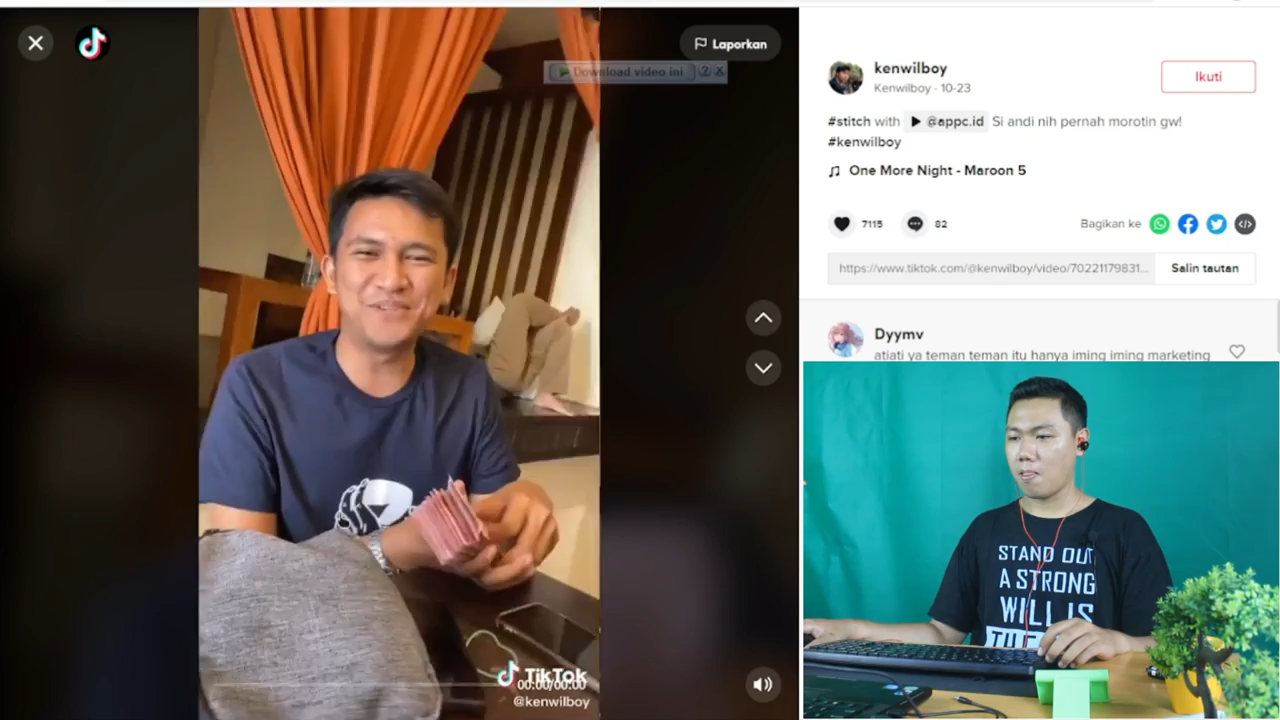 Laporkan
Download video ini ? X
TikTok
00:00/00:00
@kenwilboy
kenwilboy
Kenwilboy · 10-23
Ikuti
#stitch with @appc.id Si andi nih pernah morotin gw!
#kenwilboy
One More Night - Maroon 5
7115
82
Bagikan ke
https://www.tiktok.com/@kenwilboy/video/70221179831...
Salin tautan
Dyymv
atiati ya teman teman itu hanya iming iming marketing
STAND OUT
A STRONG
WILL IS